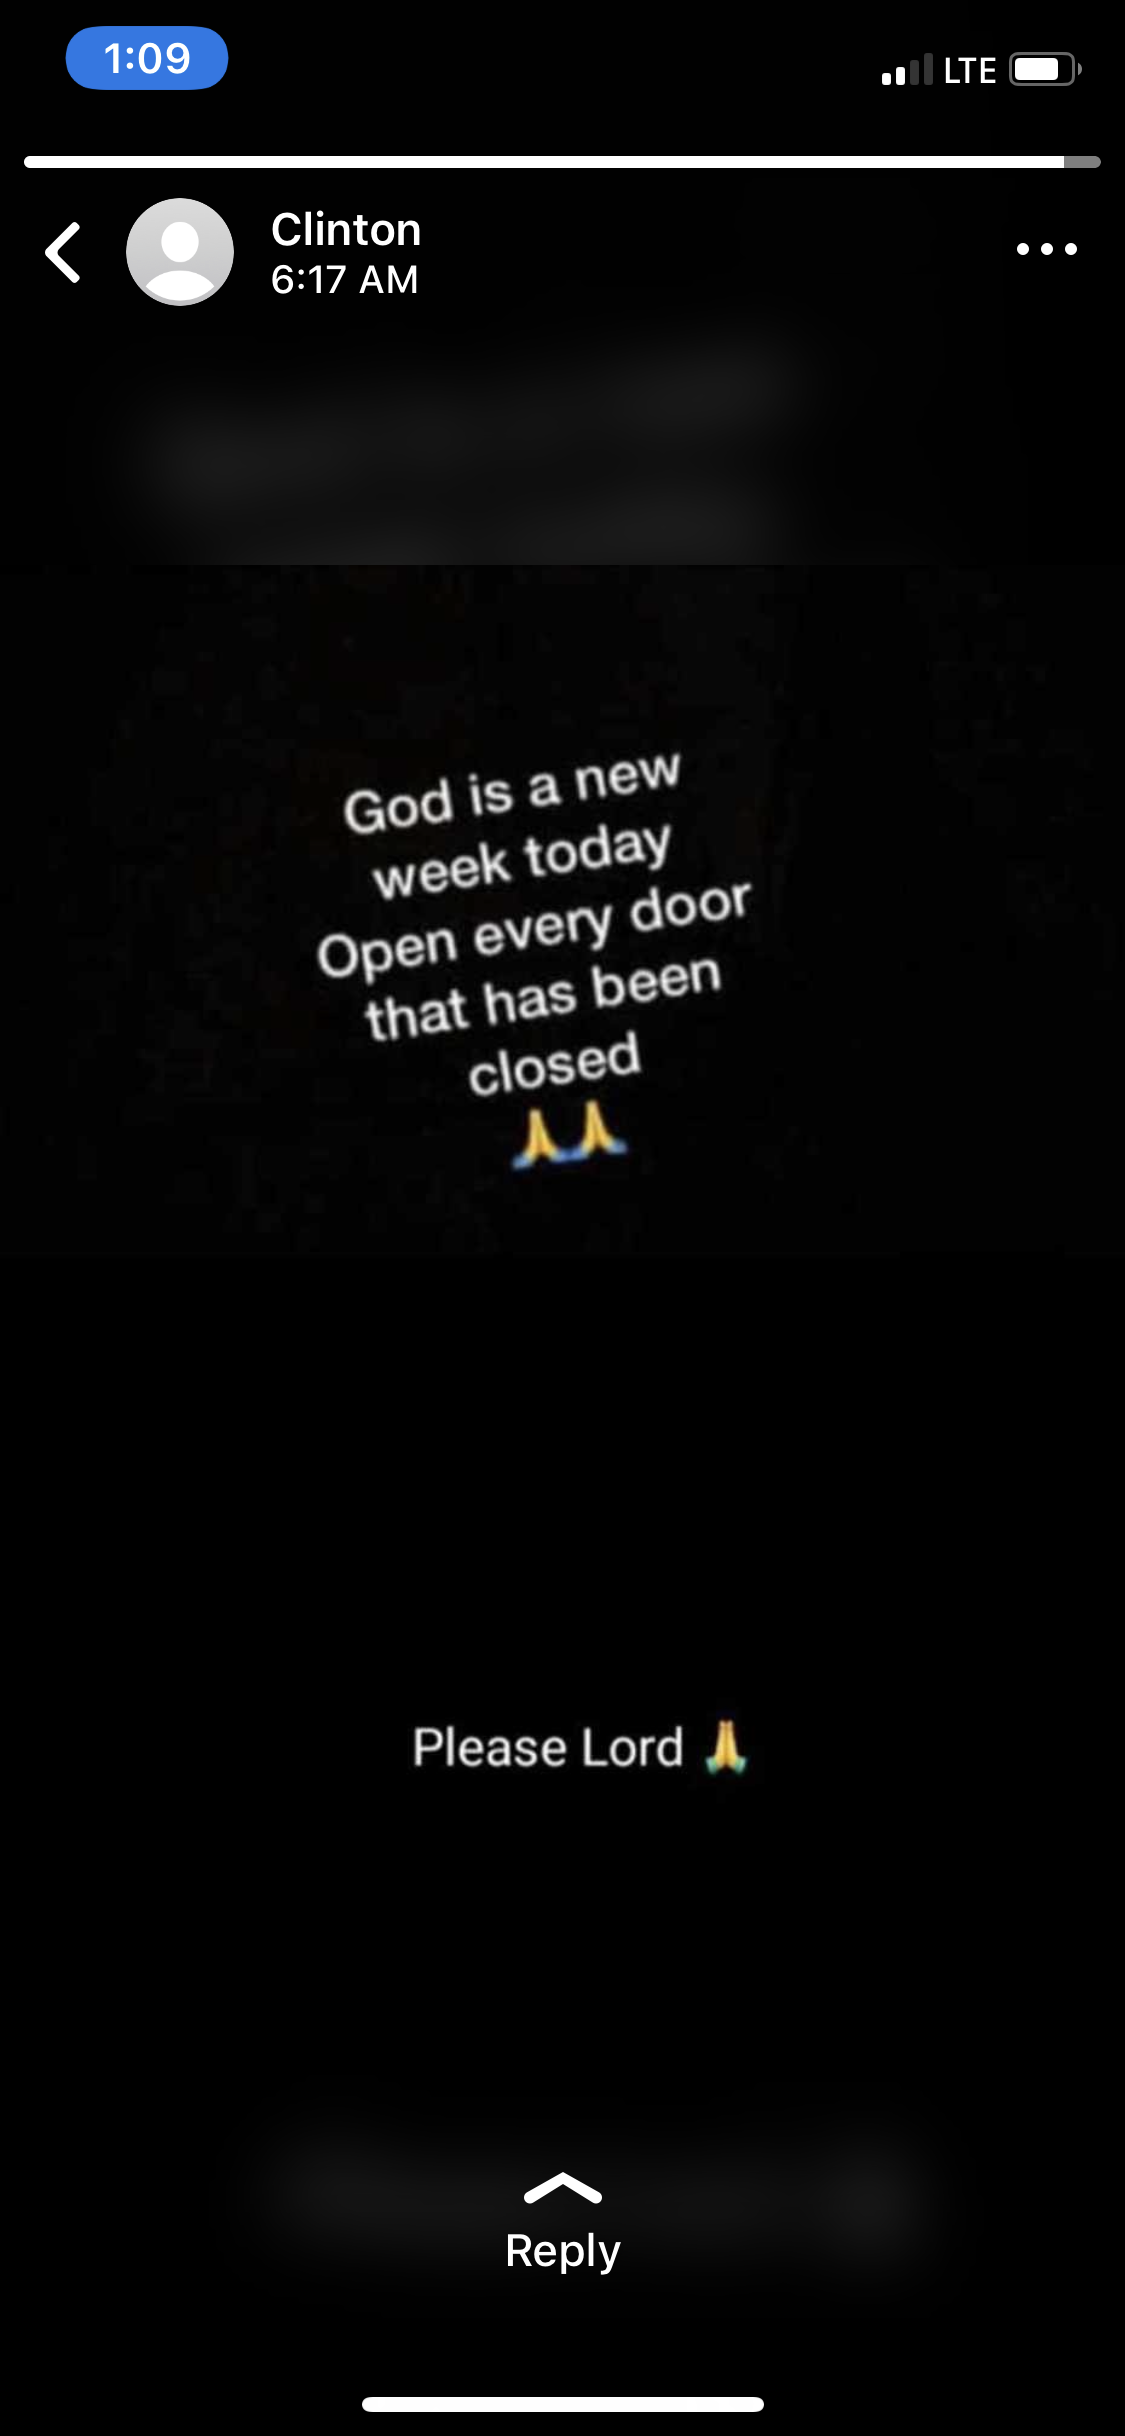 1:09
LTE
Clinton
6:17 AM
God is a new
week today
Open every door
that has been
closed
🙏🙏
Please Lord 🙏
Reply